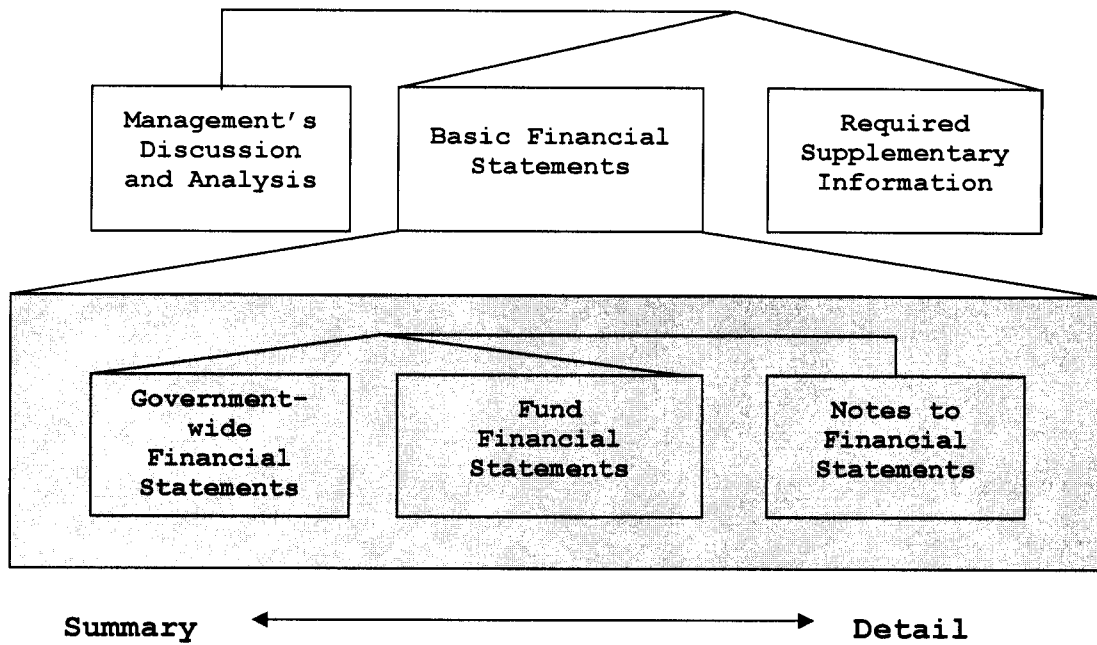 Management's
Discussion
and Analysis
Basic Financial
Statements
Required
Supplementary
Information
Government-
wide
Financial
Statements
Fund
Financial
Statements
Notes to
Financial
Statements
Summary
Detail